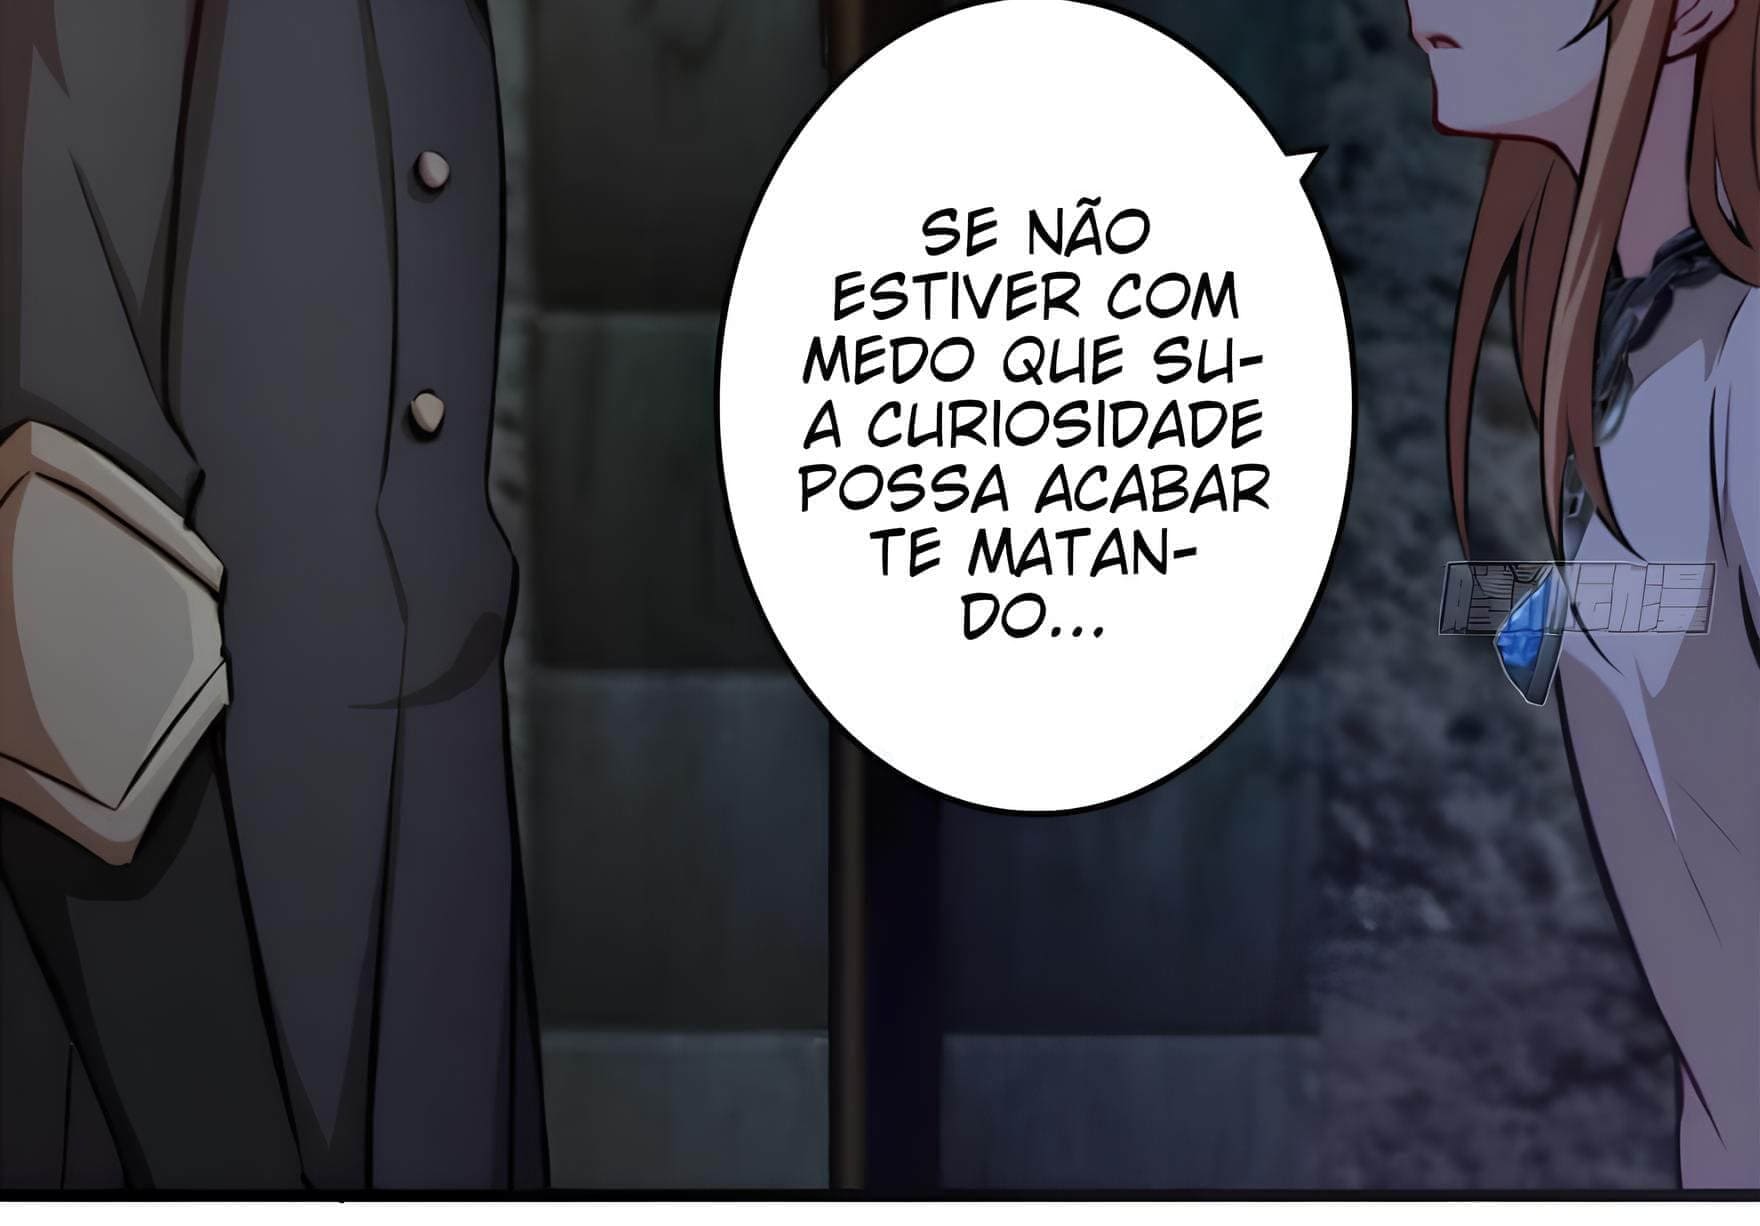 SE NÃO
ESTIVER COM
MEDO QUE SU-
A CURIOSIDADE
POSSA ACABAR
TE MATAN-
DO...